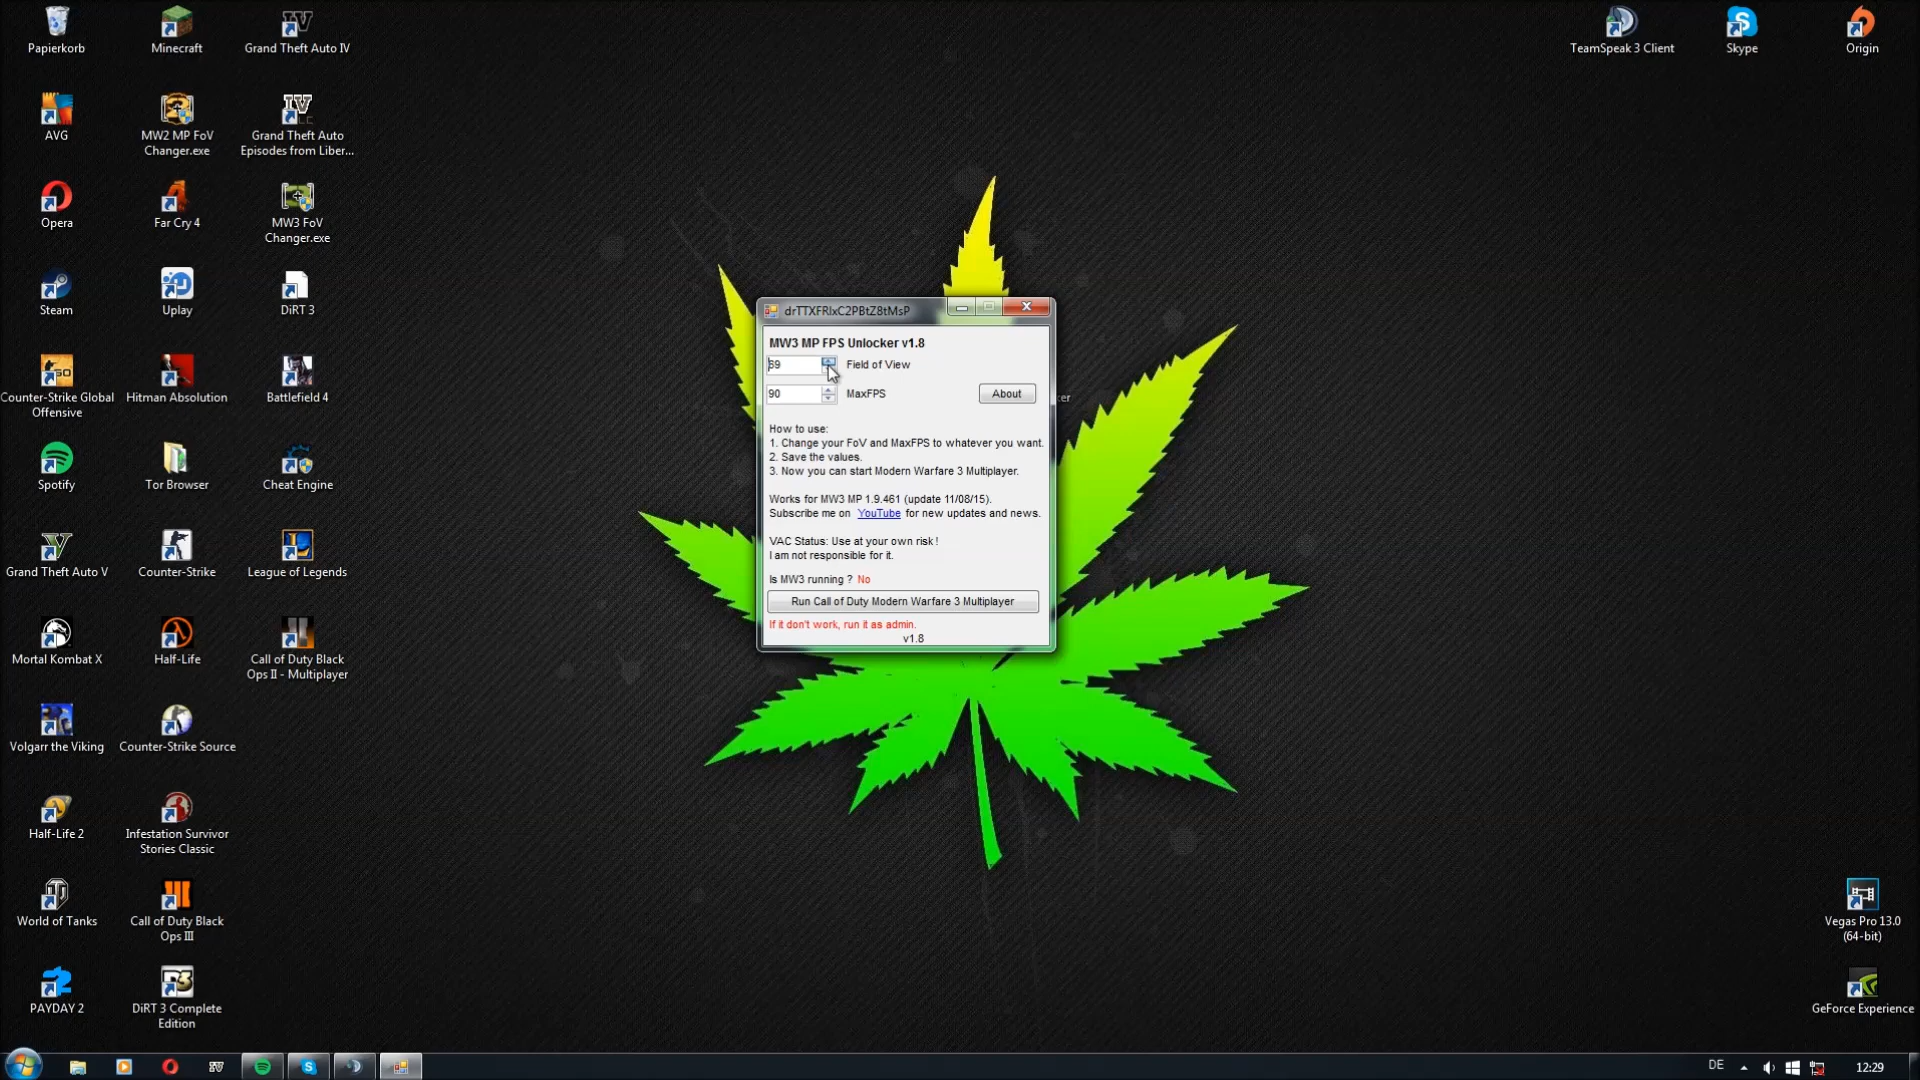 Papierkorb
Minecraft
Grand Theft Auto IV
TeamSpeak 3 Client
Skype
Origin
AVG
MW2 MP FoV
Changer.exe
Grand Theft Auto
Episodes from Liber...
Opera
Far Cry 4
MW3 FoV
Changer.exe
Steam
Uplay
DiRT 3
Counter-Strike Global
Offensive
Hitman Absolution
Battlefield 4
Spotify
Tor Browser
Cheat Engine
Grand Theft Auto V
Counter-Strike
League of Legends
Mortal Kombat X
Half-Life
Call of Duty Black
Ops II - Multiplayer
Volgarr the Viking
Counter-Strike Source
Half-Life 2
Infestation Survivor
Stories Classic
World of Tanks
Call of Duty Black
Ops III
PAYDAY 2
DiRT 3 Complete
Edition
MW3 MP FPS Unlocker v1.8
Field of View
90
MaxFPS
About
How to use:
1. Change your FoV and MaxFPS to whatever you want.
2. Save the values.
3. Now you can start Modern Warfare 3 Multiplayer.
Works for MW3 MP 1.9.461 (update 11/08/15).
Subscribe me on YouTube for new updates and news.
VAC Status: Use at your own risk!
I am not responsible for it.
Is MW3 running ? No
Run Call of Duty Modern Warfare 3 Multiplayer
If it don't work, run it as admin.
v1.8
Vegas Pro 13.0
(64-bit)
GeForce Experience
DE
12:29